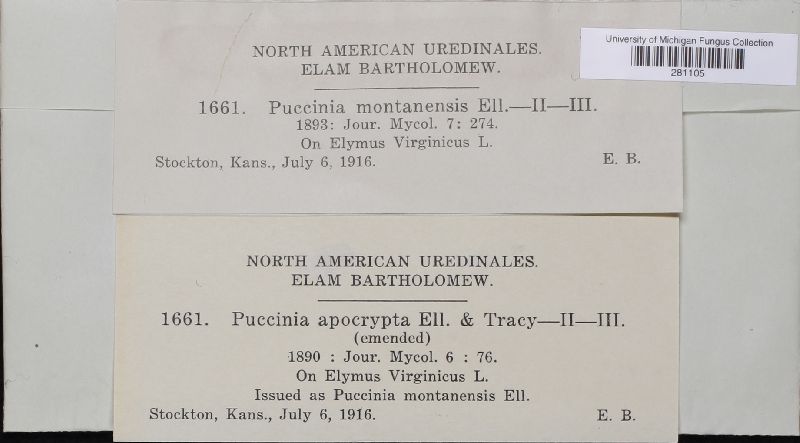 University of Michigan Fungus Collection
281105
NORTH AMERICAN UREDINALES.
ELAM BARTHOLOMEW.
1661. Puccinia montanensis Ell.—II—III.
1893: Jour. Mycol. 7: 274.
On Elymus Virginicus L.
Stockton, Kans., July 6, 1916. E. B.
NORTH AMERICAN UREDINALES.
ELAM BARTHOLOMEW.
1661. Puccinia apocrypta Ell. & Tracy—II—III.
(emended)
1890 : Jour. Mycol. 6 : 76.
On Elymus Virginicus L.
Issued as Puccinia montanensis Ell.
Stockton, Kans., July 6, 1916. E. B.